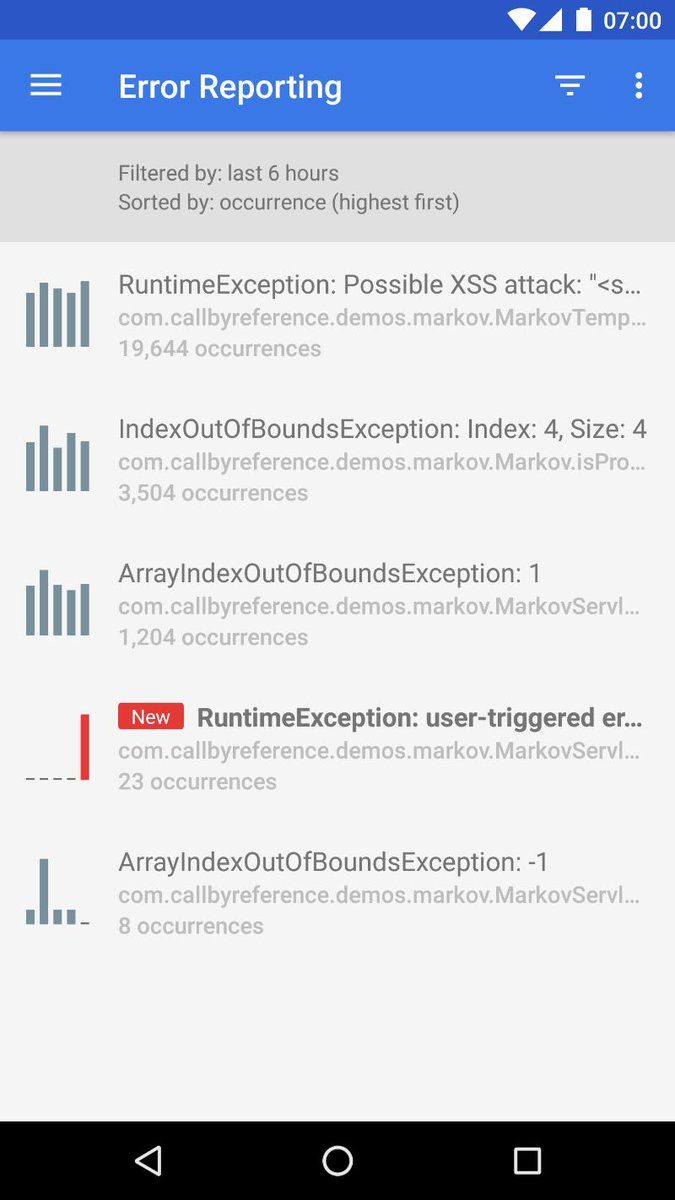 07:00
Error Reporting
Filtered by: last 6 hours
Sorted by: occurrence (highest first)
RuntimeException: Possible XSS attack: "<s...
com.callbyreference.demos.markov.MarkovTemp...
19,644 occurrences
IndexOutOfBoundsException: Index: 4, Size: 4
com.callbyreference.demos.markov.Markov.isPro...
3,504 occurrences
ArrayIndexOutOfBoundsException: 1
com.callbyreference.demos.markov.MarkovServl...
1,204 occurrences
New RuntimeException: user-triggered er...
com.callbyreference.demos.markov.MarkovServl...
23 occurrences
ArrayIndexOutOfBoundsException: -1
com.callbyreference.demos.markov.MarkovServl...
8 occurrences